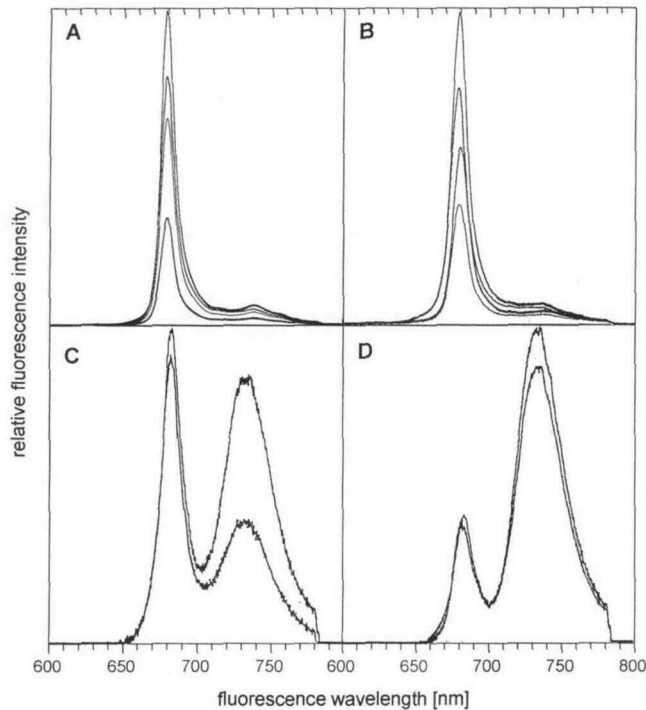 A
B
relative fluorescence intensity
C
D
600 650 700 750 600 650 700 750 800
fluorescence wavelength [nm]